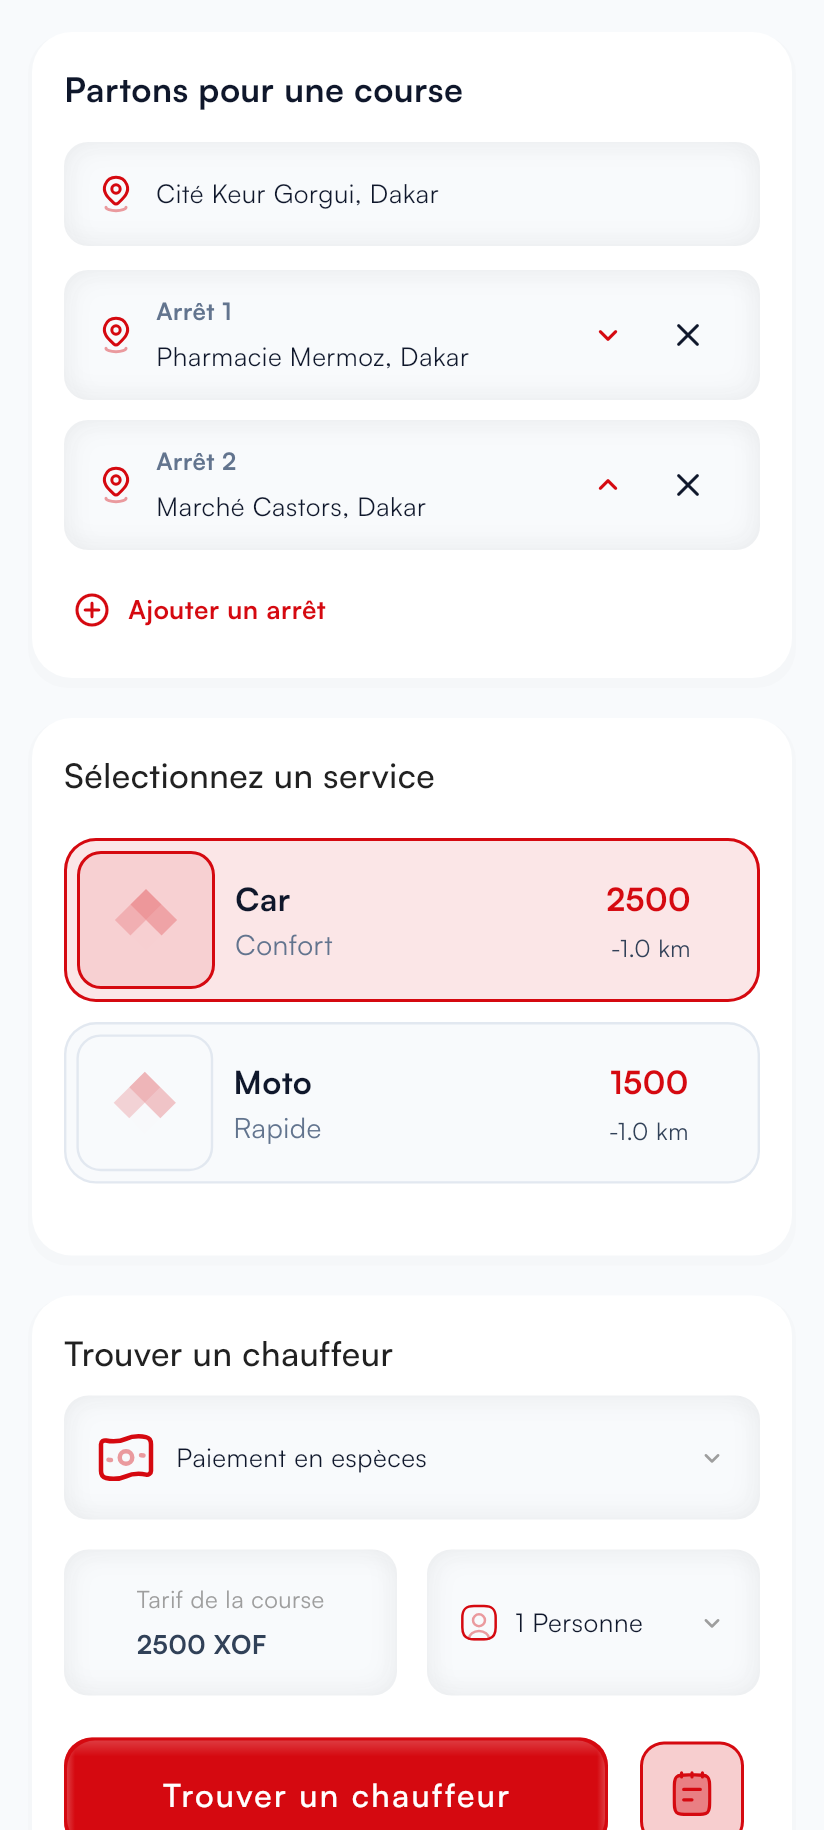 Partons pour une course
Cité Keur Gorgui, Dakar
Arrêt 1
Pharmacie Mermoz, Dakar
Arrêt 2
Marché Castors, Dakar
Ajouter un arrêt
Sélectionnez un service
Car
2500
Confort
-1.0 km
Moto
1500
Rapide
-1.0 km
Trouver un chauffeur
Paiement en espèces
Tarif de la course
2500 XOF
1 Personne
Trouver un chauffeur